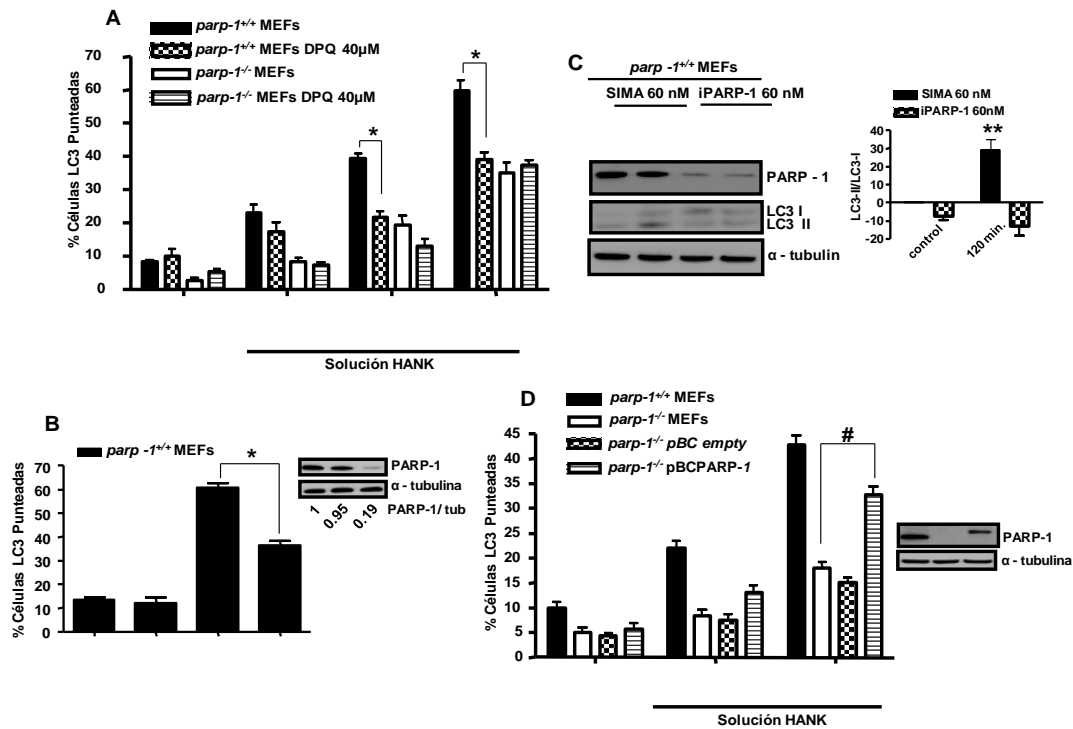 A
parp-1+/+ MEFs
parp-1+/+ MEFs DPQ 40µM
parp-1-/- MEFs
parp-1-/- MEFs DPQ 40µM
% Células LC3 Punteadas
70
60
50
40
30
20
10
0
*
*
Solución HANK
C
parp -1+/+ MEFs
SIMA 60 nM iPARP-1 60 nM
PARP - 1
LC3 I
LC3 II
α - tubulin
SIMA 60 nM
iPARP-1 60nM
LC3-II/LC3-I
40
30
20
10
0
-10
-20
**
control
120 min.
B
parp -1+/+ MEFs
% Células LC3 Punteadas
70
60
50
40
30
20
10
0
*
PARP-1
α - tubulina
1 0.95 0.19 PARP-1/ tub
D
parp-1+/+ MEFs
parp-1-/- MEFs
parp-1-/- pBC empty
parp-1-/- pBCPARP-1
% Células LC3 Punteadas
45
40
35
30
25
20
15
10
5
0
#
PARP-1
α - tubulina
Solución HANK